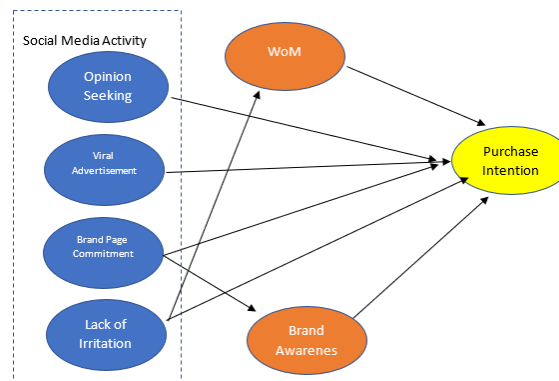 Social Media Activity
Opinion
Seeking
Viral
Advertisement
Brand Page
Commitment
Lack of
Irritation
WoM
Brand
Awarenes
Purchase
Intention